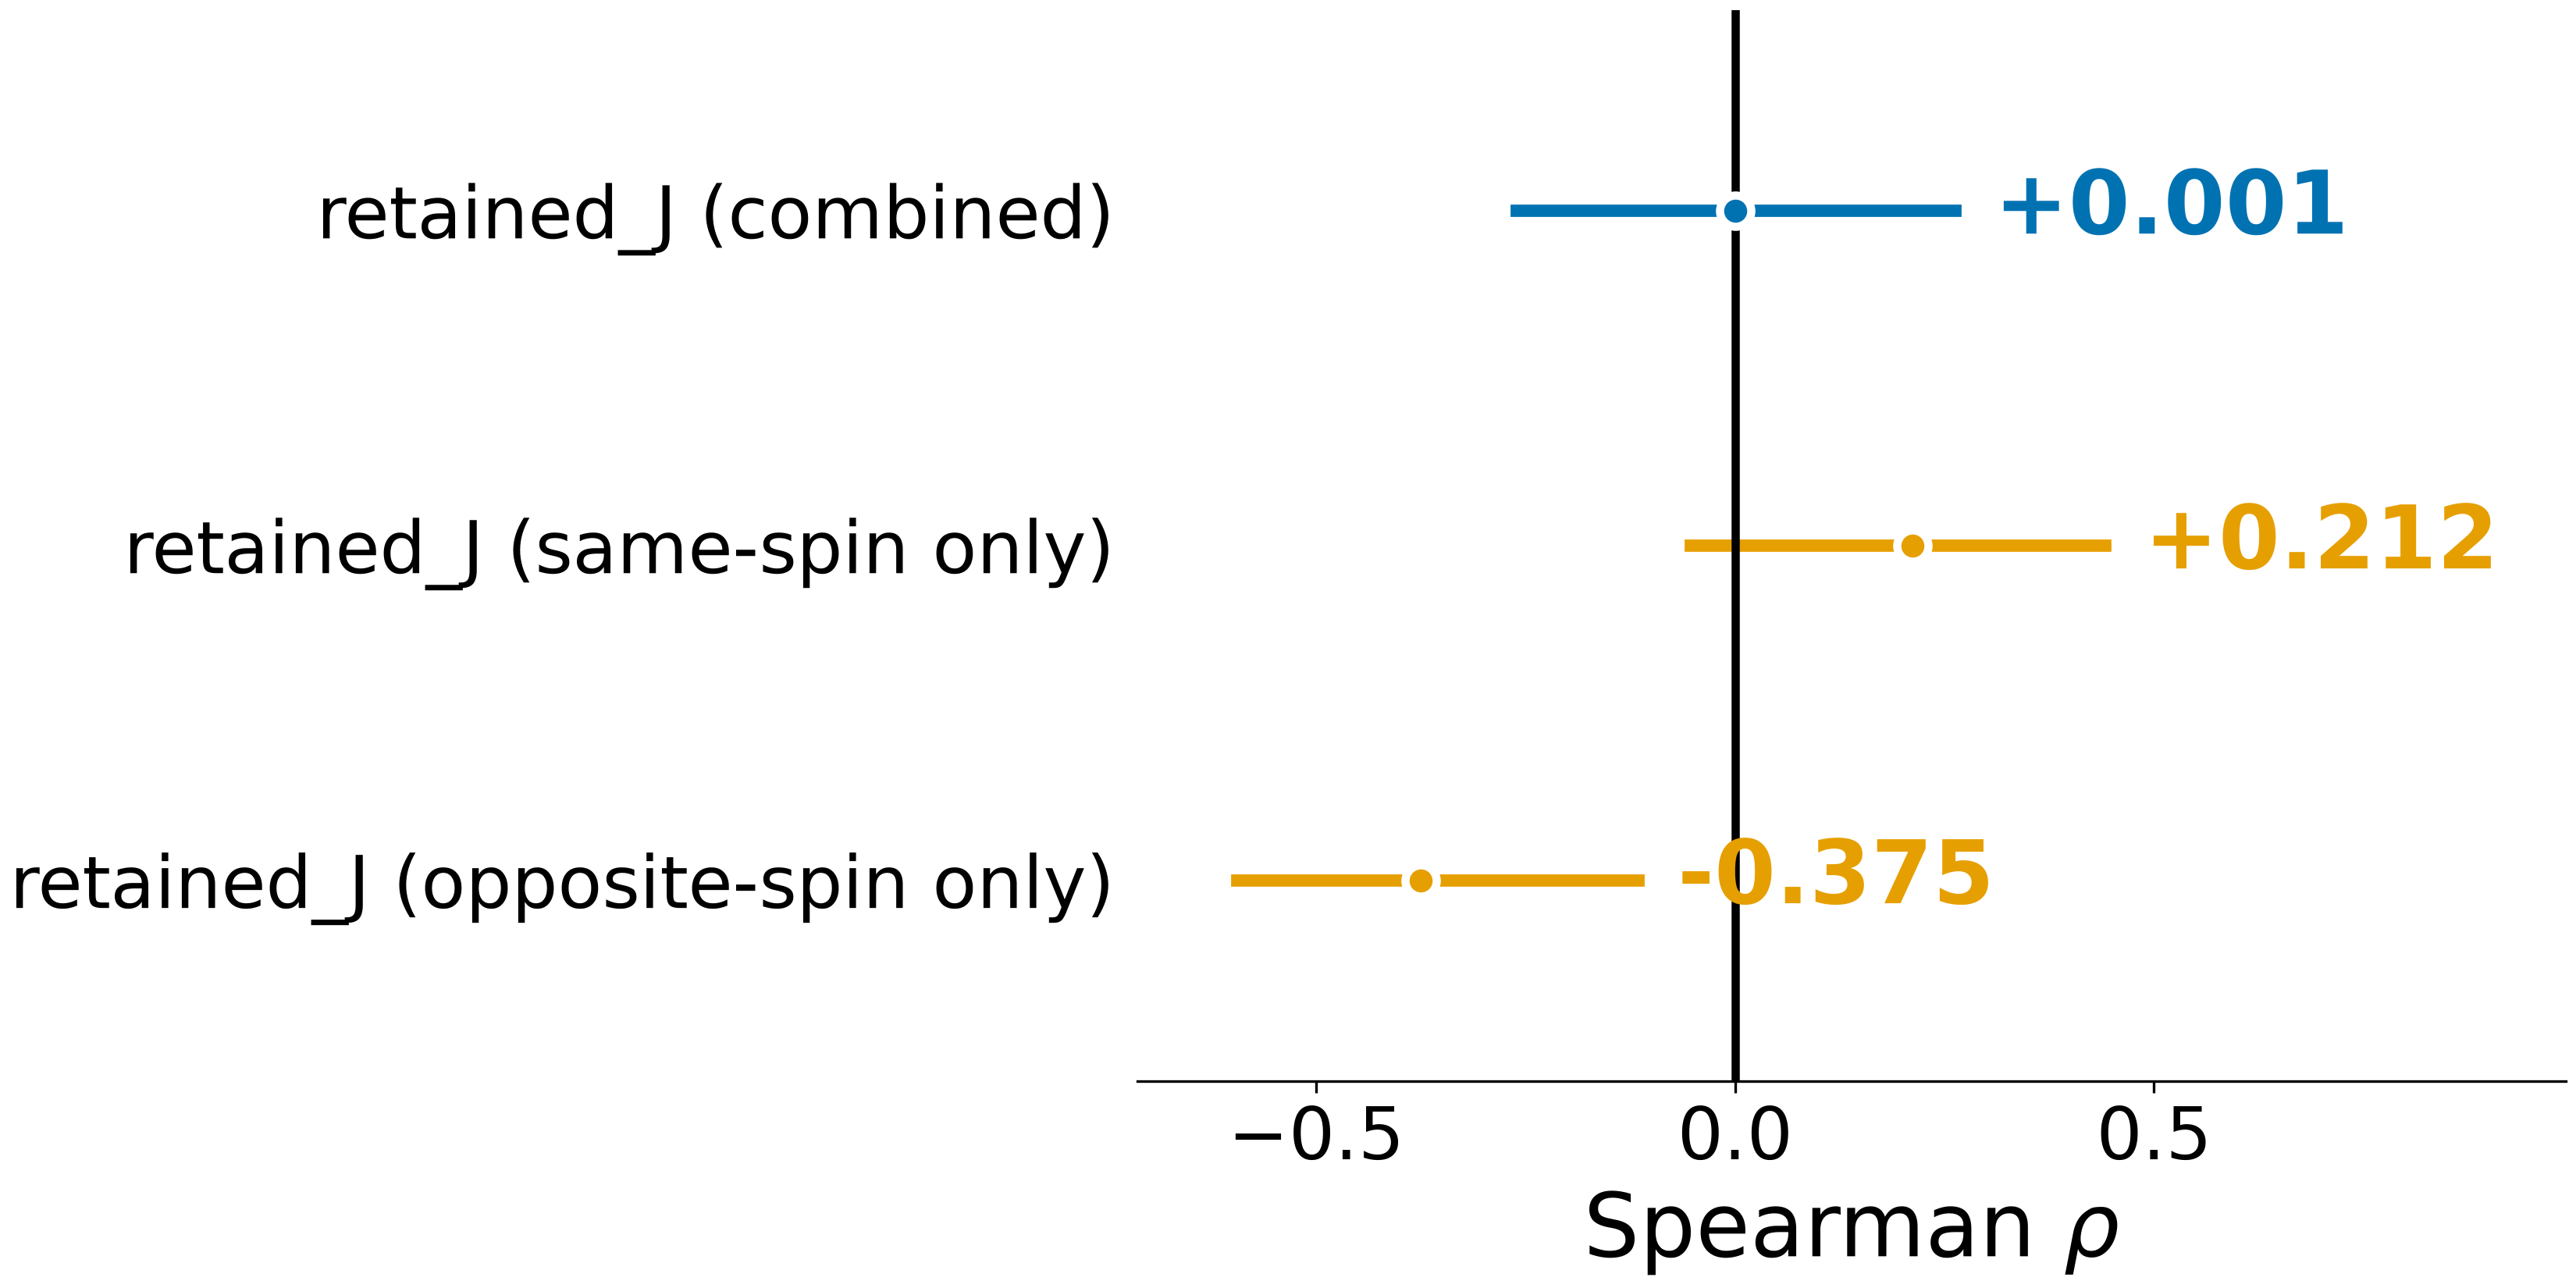 retained_J (combined) +0.001
retained_J (same-spin only) +0.212
retained_J (opposite-spin only) -0.375
−0.5 0.0 0.5
Spearman ρ